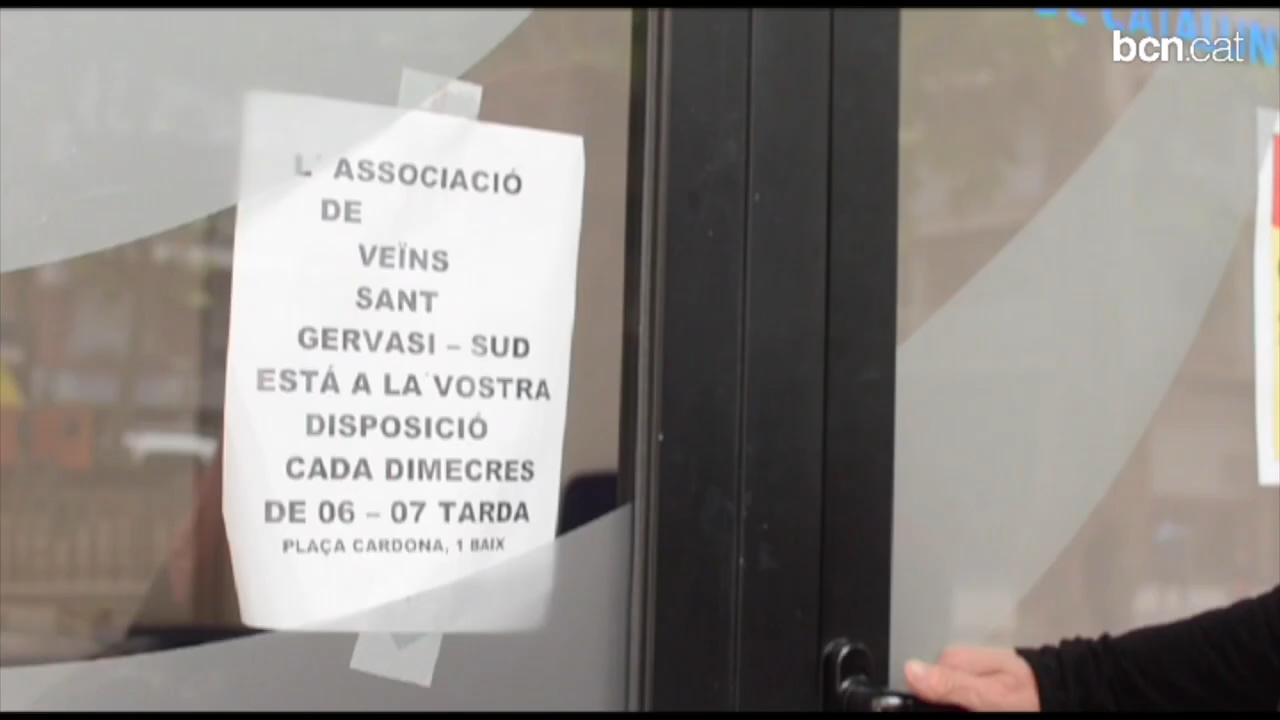 L' ASSOCIACIÓ
DE
VEÏNS
SANT
GERVASI – SUD
ESTÁ A LA VOSTRA
DISPOSICIÓ
CADA DIMECRES
DE 06 – 07 TARDA
PLAÇA CARDONA, 1 BAIX
bcn.cat